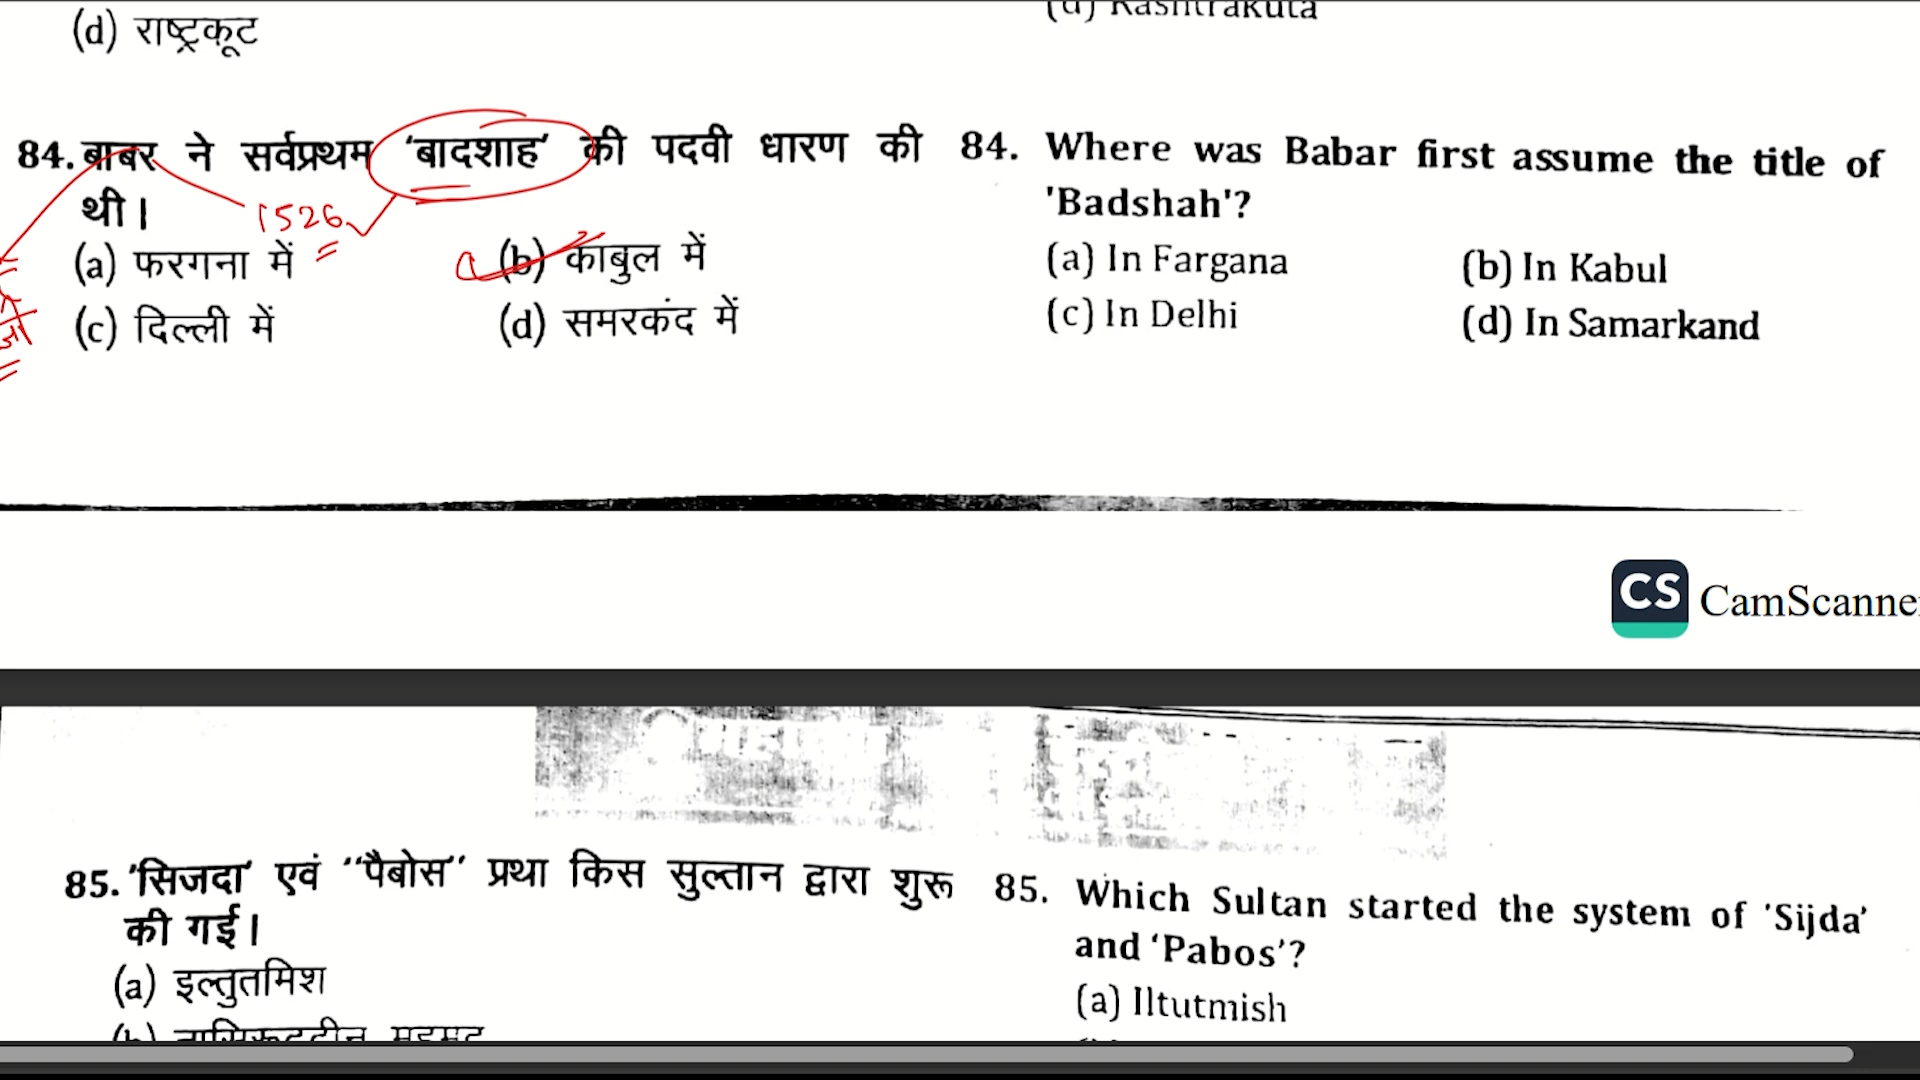 (d) राष्ट्रकूट
(d) Rashtrakuta
84. बाबर ने सर्वप्रथम 'बादशाह' की पदवी धारण की
थी।
1526
(a) फरगना में
(b) काबुल में
(c) दिल्ली में
(d) समरकंद में
84. Where was Babar first assume the title of
'Badshah'?
(a) In Fargana
(b) In Kabul
(c) In Delhi
(d) In Samarkand
CS CamScanne
85. 'सिजदा' एवं "पैबोस" प्रथा किस सुल्तान द्वारा शुरू
की गई।
(a) इल्तुतमिश
85. Which Sultan started the system of 'Sijda'
and 'Pabos'?
(a) Iltutmish